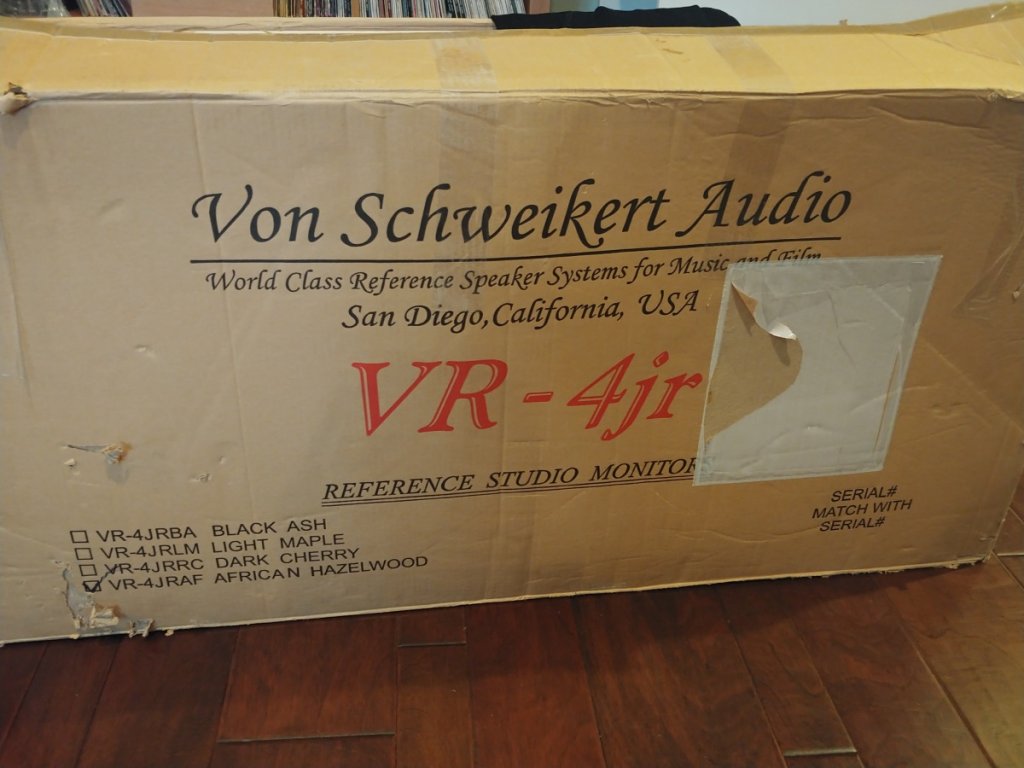 Von Schweikert Audio
World Class Reference Speaker Systems for Music and Film
San Diego, California, USA
VR-4jr
REFERENCE STUDIO MONITOR
☐ VR-4JRBA BLACK ASH
☐ VR-4JRLM LIGHT MAPLE
☐ VR-4JRRC DARK CHERRY
☑ VR-4JRAF AFRICAN HAZELWOOD
SERIAL#
MATCH WITH
SERIAL#